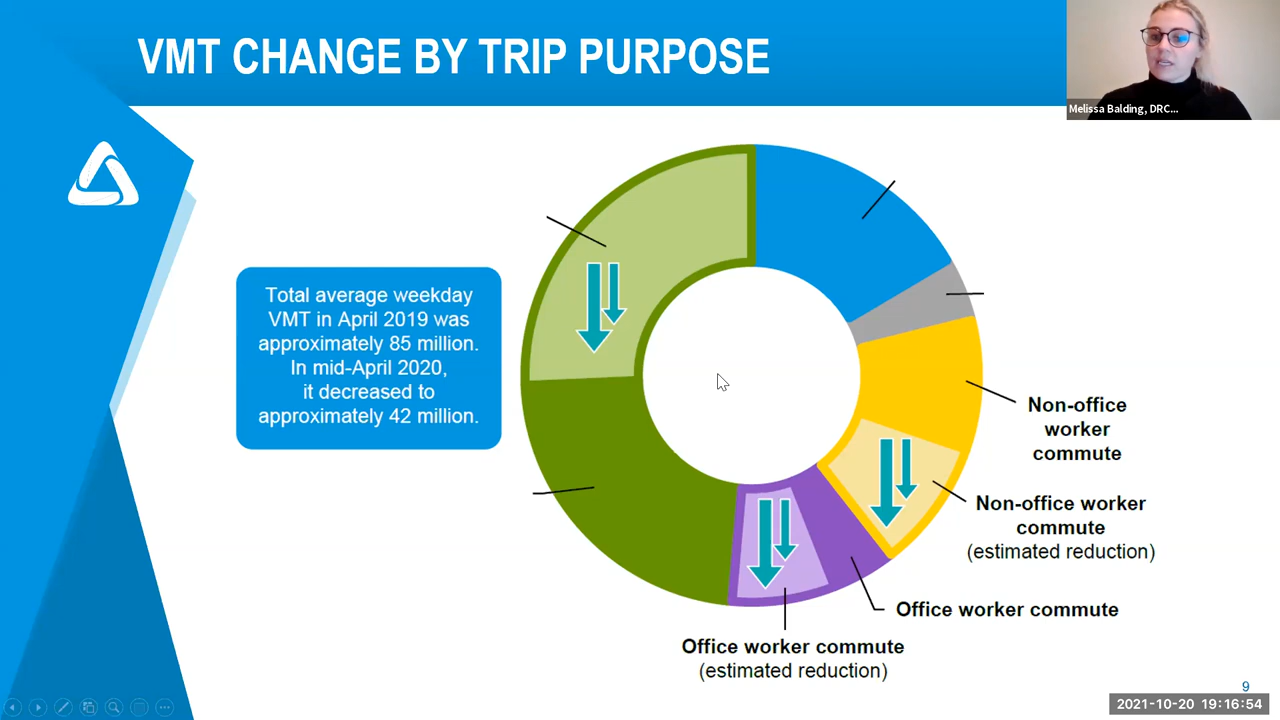 VMT CHANGE BY TRIP PURPOSE
Melissa Balding, DRC...
Total average weekday
VMT in April 2019 was
approximately 85 million.
In mid-April 2020,
it decreased to
approximately 42 million.
Non-office
worker
commute
Non-office worker
commute
(estimated reduction)
Office worker commute
Office worker commute
(estimated reduction)
9
2021-10-20 19:16:54